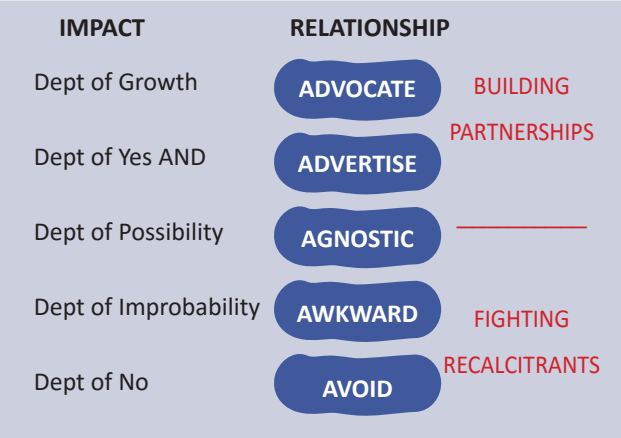 IMPACT RELATIONSHIP
Dept of Growth ADVOCATE BUILDING
PARTNERSHIPS
Dept of Yes AND ADVERTISE
Dept of Possibility AGNOSTIC
Dept of Improbability AWKWARD FIGHTING
RECALCITRANTS
Dept of No AVOID